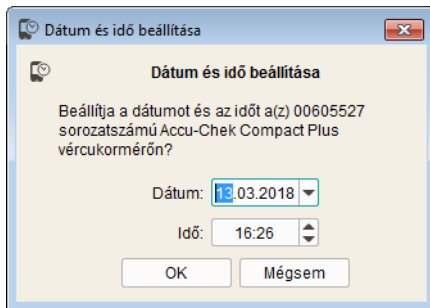 Dátum és idő beállítása
Dátum és idő beállítása
Beállítja a dátumot és az időt a(z) 00605527
sorozatszámú Accu-Chek Compact Plus
vércukormérőn?
Dátum: 13.03.2018
Idő: 16:26
OK Mégsem